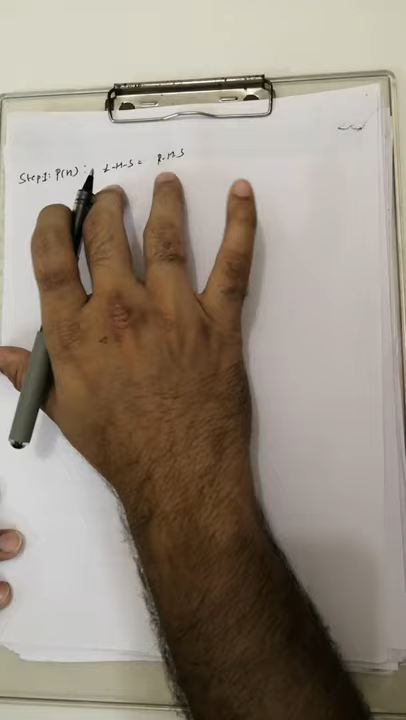 Step1: P(n) : L.H.S = R.H.S